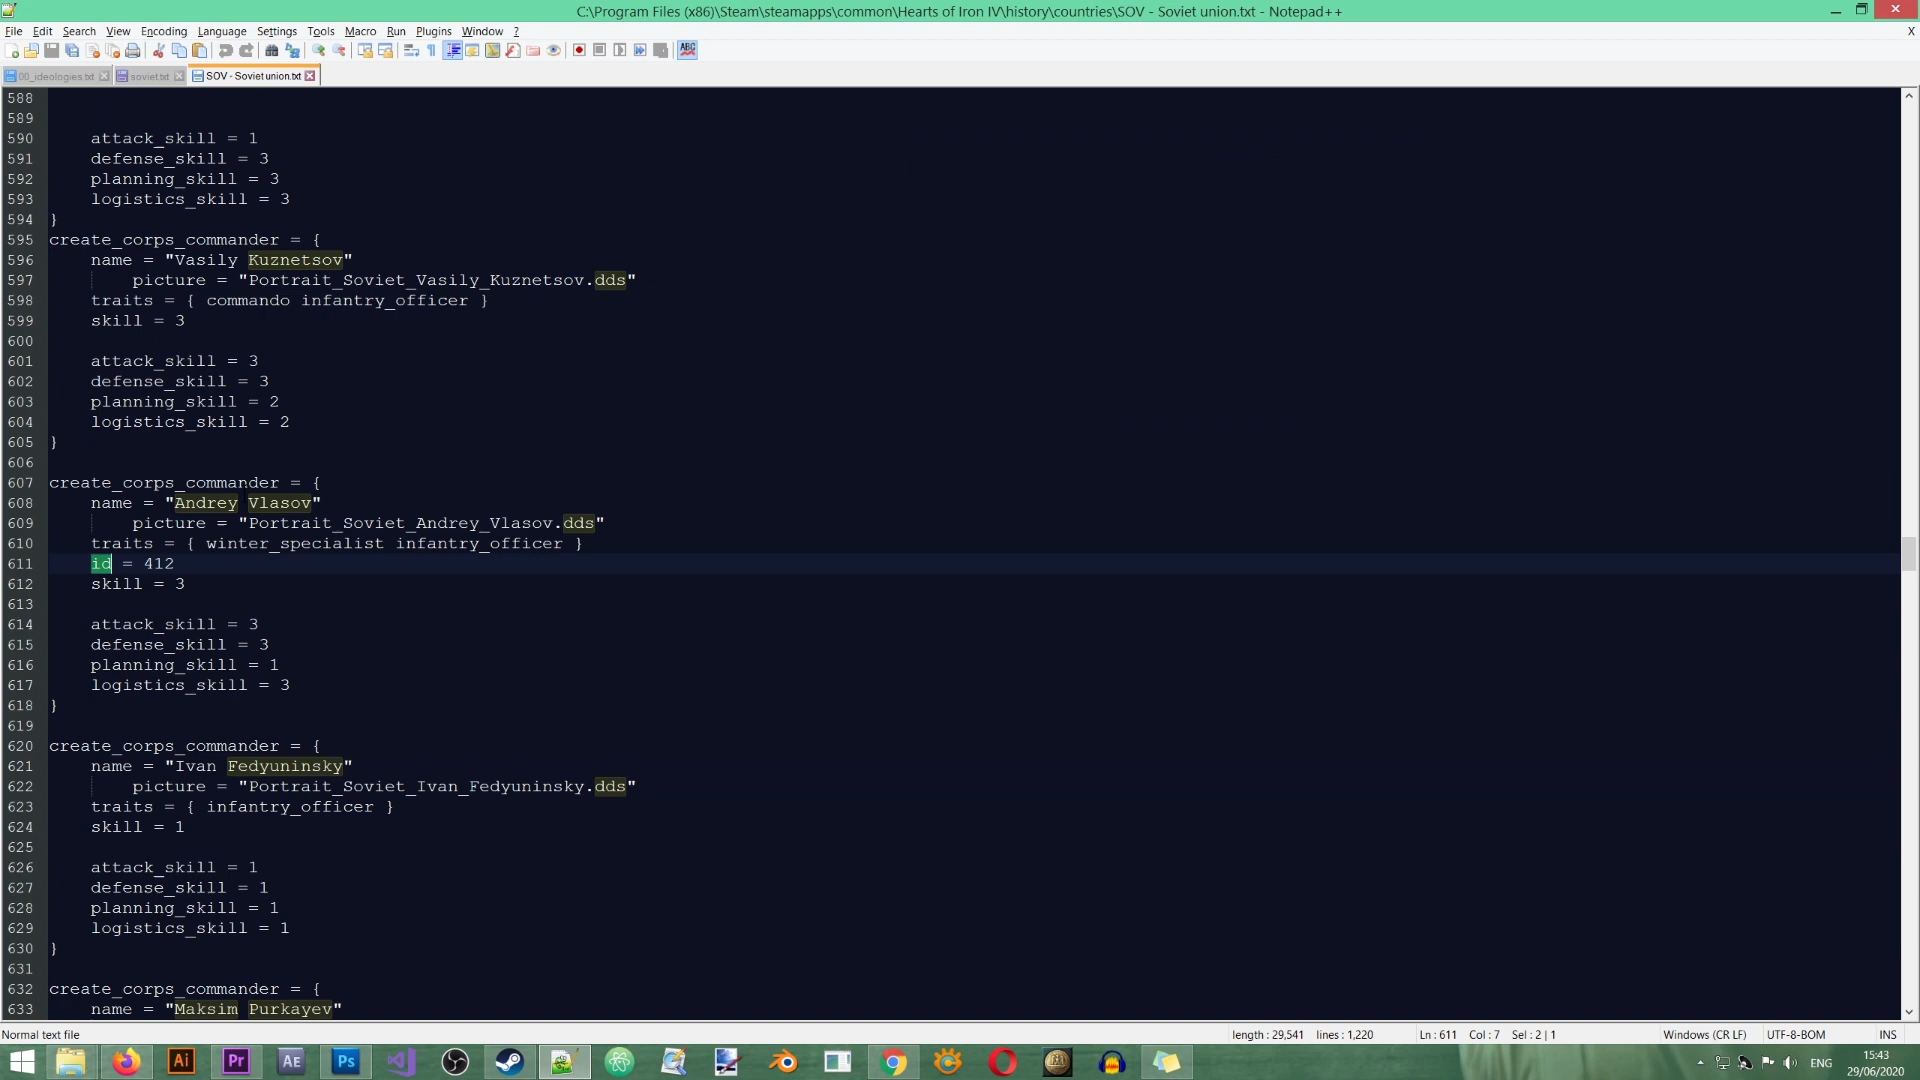 C:\Program Files (x86)\Steam\steamapps\common\Hearts of Iron IV\history\countries\SOV - Soviet union.txt - Notepad++
File Edit Search View Encoding Language Settings Tools Macro Run Plugins Window ? X
00_ideologies.txt soviet.txt SOV - Soviet union.txt
588
589
590 attack_skill = 1
591 defense_skill = 3
592 planning_skill = 3
593 logistics_skill = 3
594 }
595 create_corps_commander = {
596 name = "Vasily Kuznetsov"
597 picture = "Portrait_Soviet_Vasily_Kuznetsov.dds"
598 traits = { commando infantry_officer }
599 skill = 3
600
601 attack_skill = 3
602 defense_skill = 3
603 planning_skill = 2
604 logistics_skill = 2
605 }
606
607 create_corps_commander = {
608 name = "Andrey Vlasov"
609 picture = "Portrait_Soviet_Andrey_Vlasov.dds"
610 traits = { winter_specialist infantry_officer }
611 id = 412
612 skill = 3
613
614 attack_skill = 3
615 defense_skill = 3
616 planning_skill = 1
617 logistics_skill = 3
618 }
619
620 create_corps_commander = {
621 name = "Ivan Fedyuninsky"
622 picture = "Portrait_Soviet_Ivan_Fedyuninsky.dds"
623 traits = { infantry_officer }
624 skill = 1
625
626 attack_skill = 1
627 defense_skill = 1
628 planning_skill = 1
629 logistics_skill = 1
630 }
631
632 create_corps_commander = {
633 name = "Maksim Purkayev"
Normal text file length : 29,541 lines : 1,220 Ln : 611 Col : 7 Sel : 2 | 1 Windows (CR LF) UTF-8-BOM INS
Ai Pr Ae Ps ENG 15:43
29/06/2020